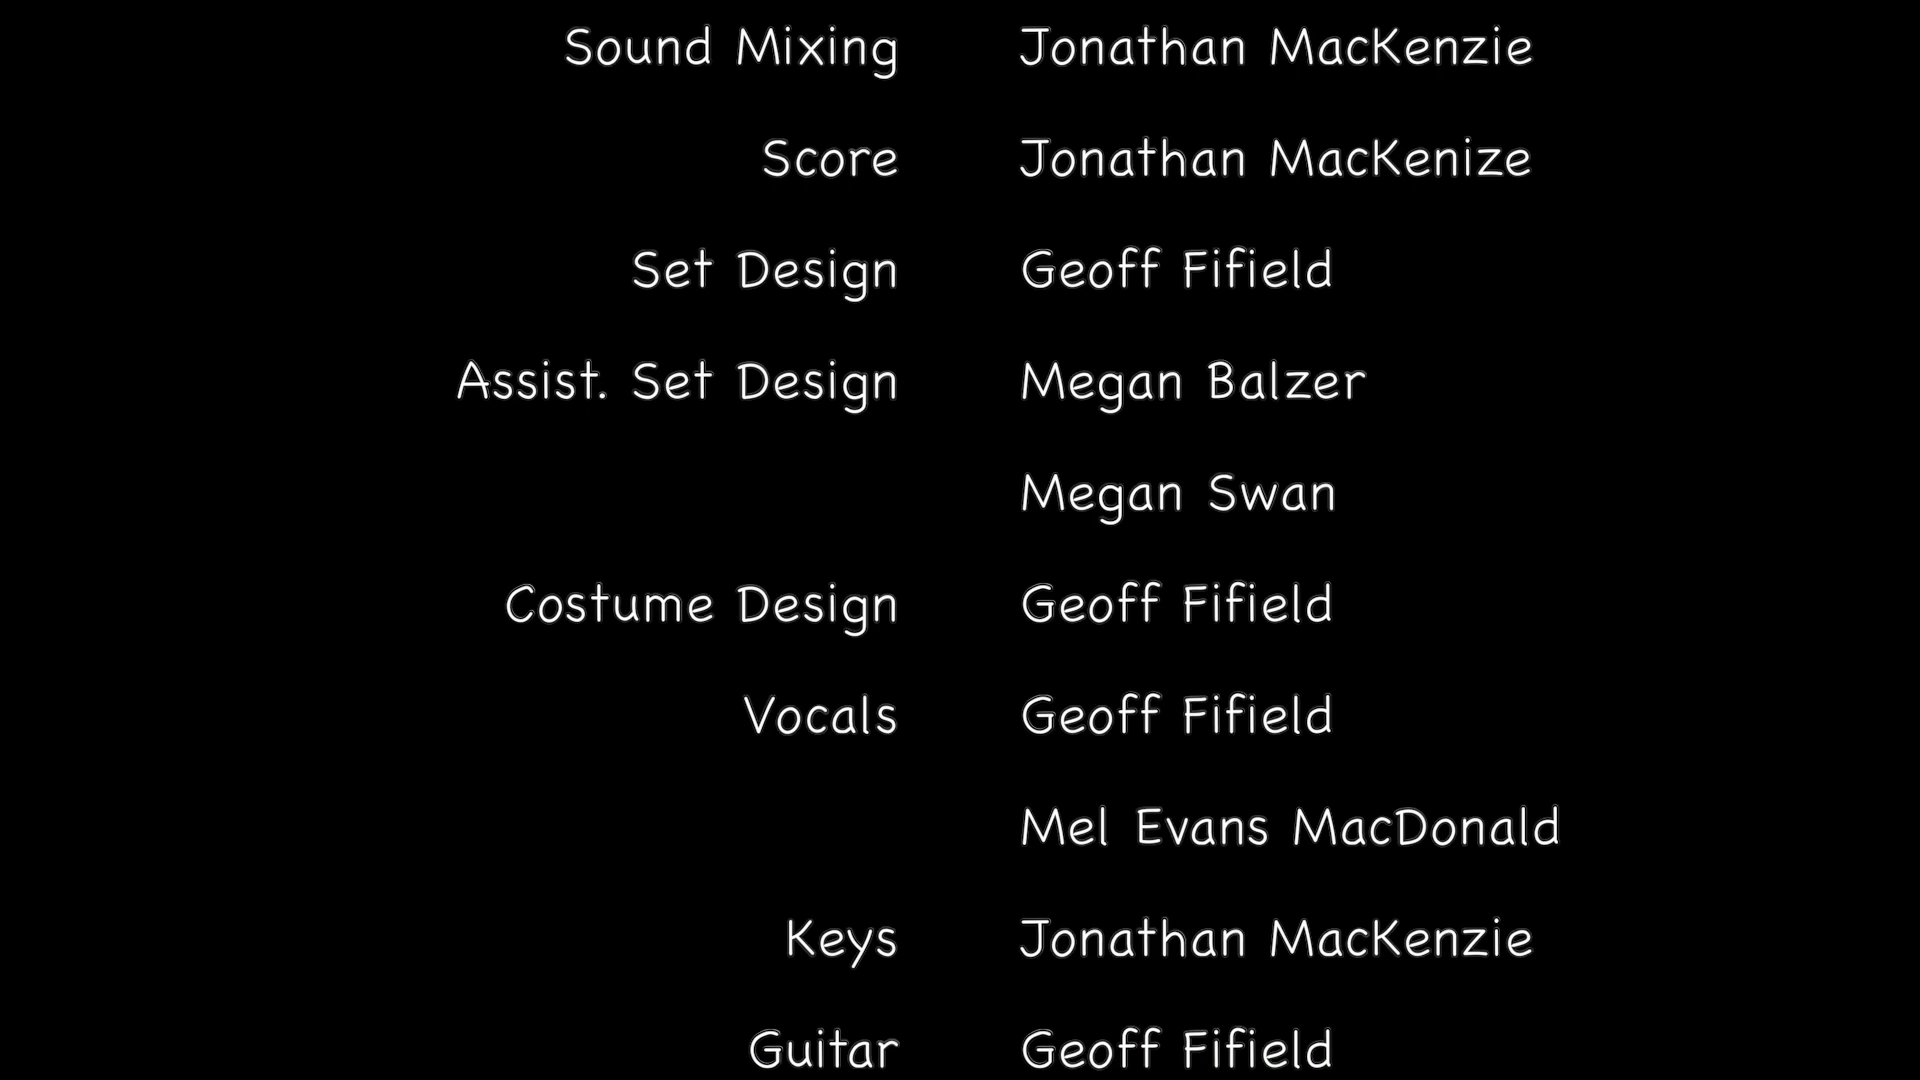 Sound Mixing Jonathan MacKenzie
Score Jonathan MacKenize
Set Design Geoff Fifield
Assist. Set Design Megan Balzer
Megan Swan
Costume Design Geoff Fifield
Vocals Geoff Fifield
Mel Evans MacDonald
Keys Jonathan MacKenzie
Guitar Geoff Fifield